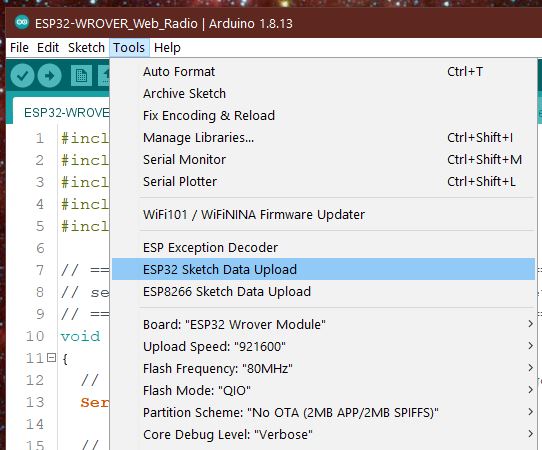 ESP32-WROVER_Web_Radio | Arduino 1.8.13
File Edit Sketch Tools Help
Auto Format Ctrl+T
Archive Sketch
Fix Encoding & Reload
Manage Libraries... Ctrl+Shift+I
Serial Monitor Ctrl+Shift+M
Serial Plotter Ctrl+Shift+L
WiFi101 / WiFiNINA Firmware Updater
ESP Exception Decoder
ESP32 Sketch Data Upload
ESP8266 Sketch Data Upload
Board: "ESP32 Wrover Module"
Upload Speed: "921600"
Flash Frequency: "80MHz"
Flash Mode: "QIO"
Partition Scheme: "No OTA (2MB APP/2MB SPIFFS)"
Core Debug Level: "Verbose"
ESP32-WROVER
1 #incl
2 #incl
3 #incl
4 #incl
5 #incl
6
7 // ==
8 // se
9 // ==
10 void
11 {
12 //
13 Ser
14
15 //